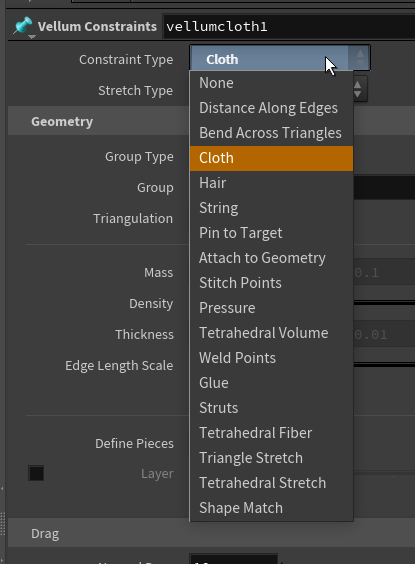 Vellum Constraints vellumcloth1
Constraint Type Cloth
Stretch Type
Geometry
Group Type
Group
Triangulation
Mass 0.1
Density
Thickness 0.01
Edge Length Scale
Define Pieces
Layer
Drag
None
Distance Along Edges
Bend Across Triangles
Cloth
Hair
String
Pin to Target
Attach to Geometry
Stitch Points
Pressure
Tetrahedral Volume
Weld Points
Glue
Struts
Tetrahedral Fiber
Triangle Stretch
Tetrahedral Stretch
Shape Match